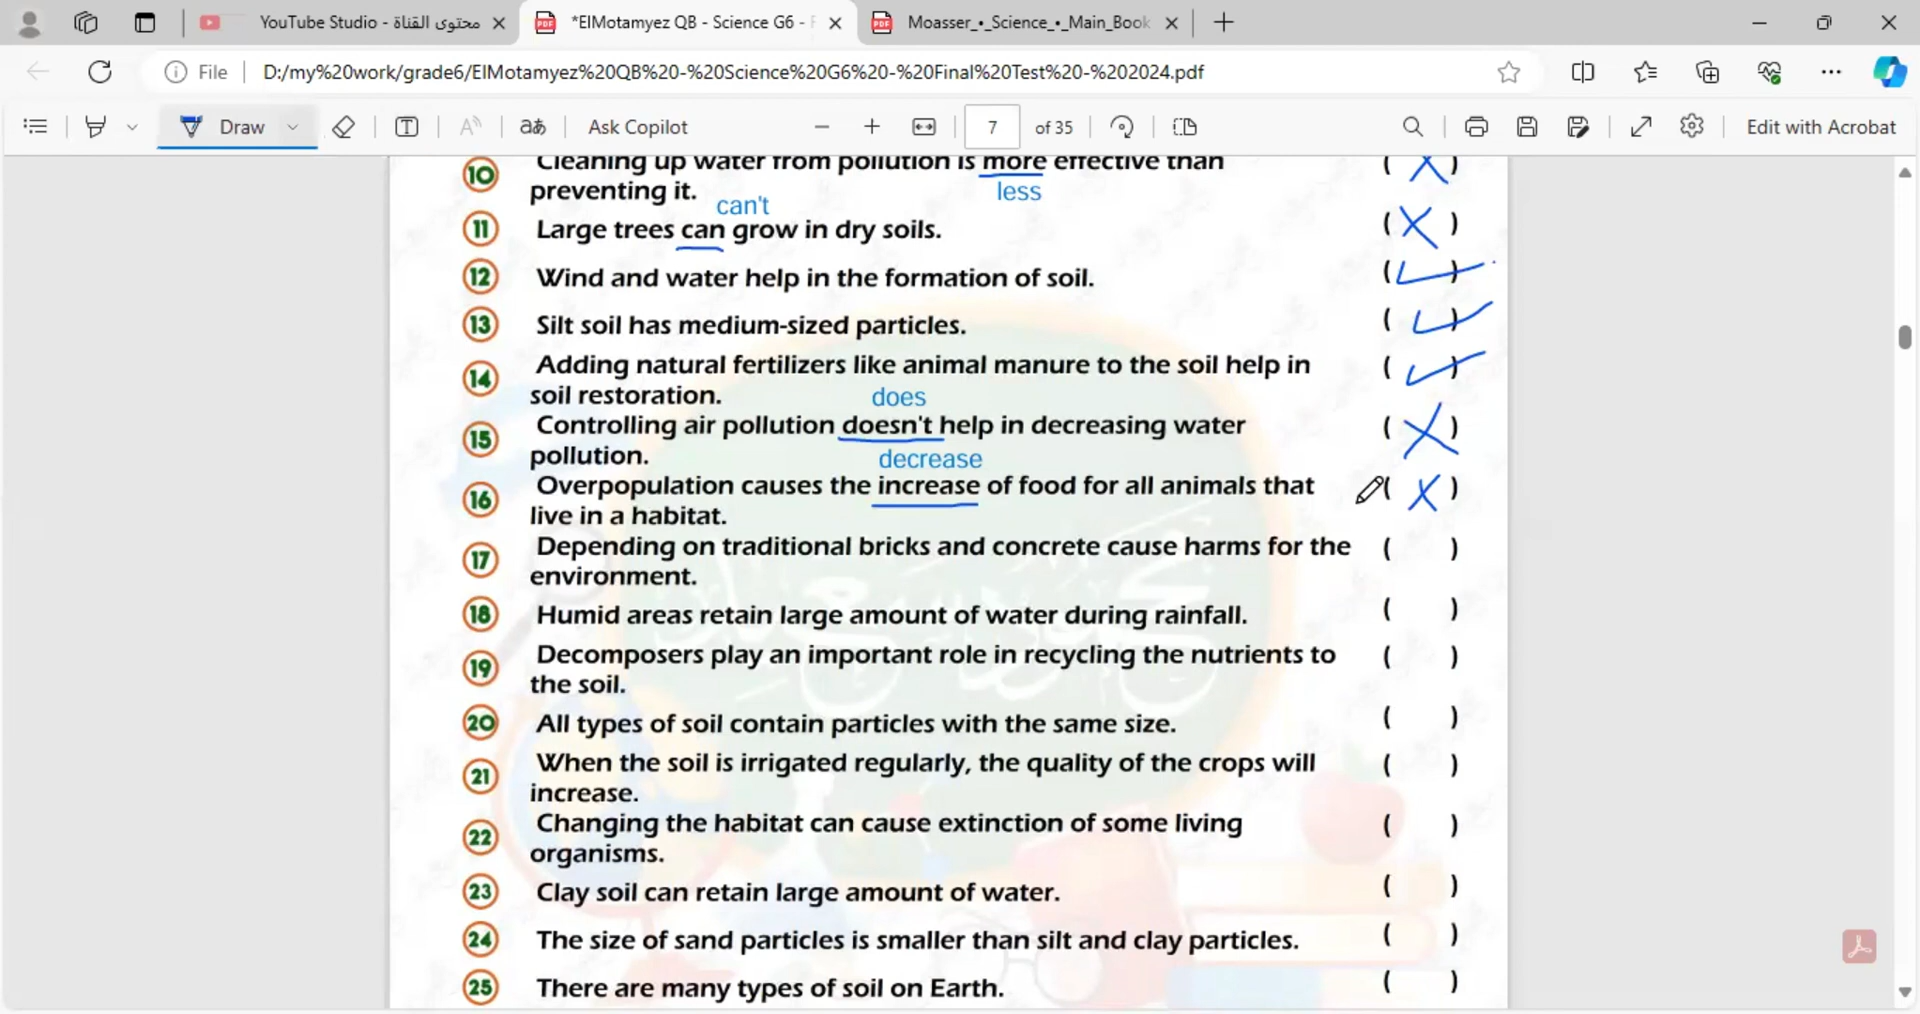 YouTube Studio - محتوى القناة
*ElMotamyez QB - Science G6 - F
Moasser_•_Science_•_Main_Book
File
D:/my%20work/grade6/ElMotamyez%20QB%20-%20Science%20G6%20-%20Final%20Test%20-%202024.pdf
Draw
Ask Copilot
7 of 35
Edit with Acrobat
10 Cleaning up water from pollution is more effective than ( X )
preventing it. less
can't
11 Large trees can grow in dry soils. ( X )
12 Wind and water help in the formation of soil. ( ✓ )
13 Silt soil has medium-sized particles. ( ✓ )
14 Adding natural fertilizers like animal manure to the soil help in ( ✓ )
soil restoration. does
15 Controlling air pollution doesn't help in decreasing water ( X )
pollution. decrease
16 Overpopulation causes the increase of food for all animals that ( X )
live in a habitat.
17 Depending on traditional bricks and concrete cause harms for the ( )
environment.
18 Humid areas retain large amount of water during rainfall. ( )
19 Decomposers play an important role in recycling the nutrients to ( )
the soil.
20 All types of soil contain particles with the same size. ( )
21 When the soil is irrigated regularly, the quality of the crops will ( )
increase.
22 Changing the habitat can cause extinction of some living ( )
organisms.
23 Clay soil can retain large amount of water. ( )
24 The size of sand particles is smaller than silt and clay particles. ( )
25 There are many types of soil on Earth. ( )